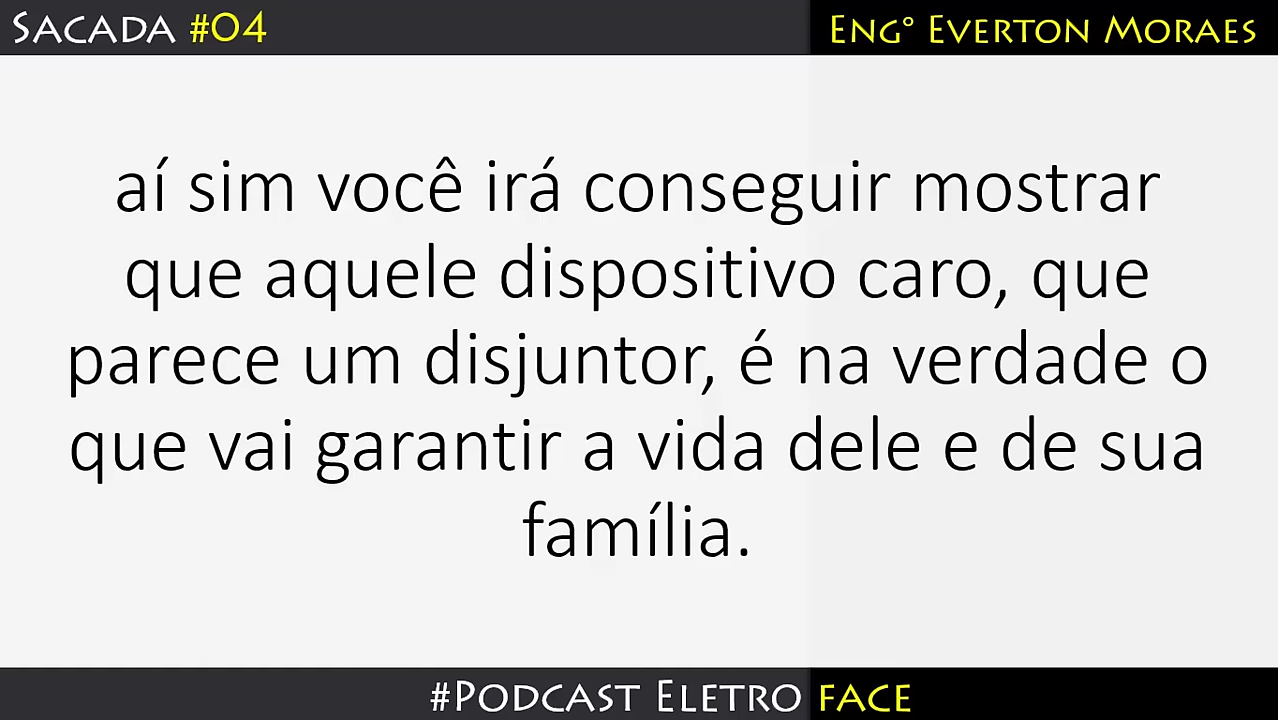 Sacada #04
Eng° Everton Moraes
aí sim você irá conseguir mostrar
que aquele dispositivo caro, que
parece um disjuntor, é na verdade o
que vai garantir a vida dele e de sua
família.
#Podcast Eletro face